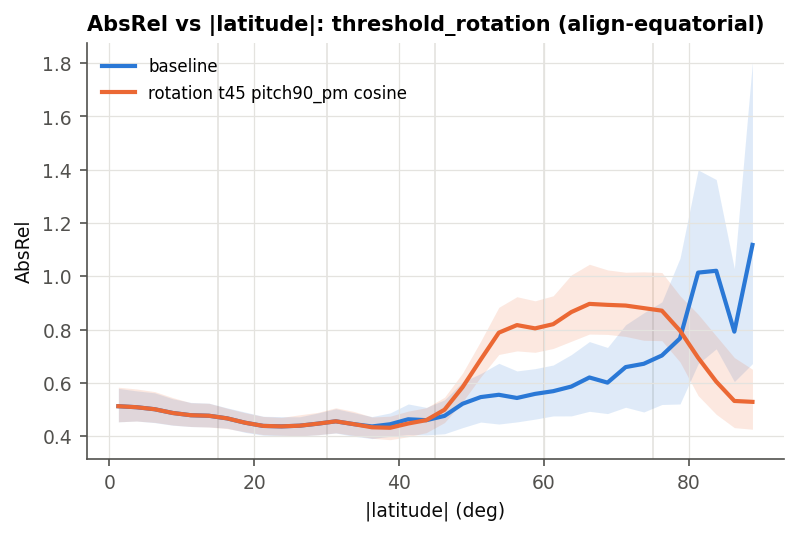 AbsRel vs |latitude|: threshold_rotation (align-equatorial)
baseline
rotation t45 pitch90_pm cosine
AbsRel
1.8
1.6
1.4
1.2
1.0
0.8
0.6
0.4
0 20 40 60 80
|latitude| (deg)